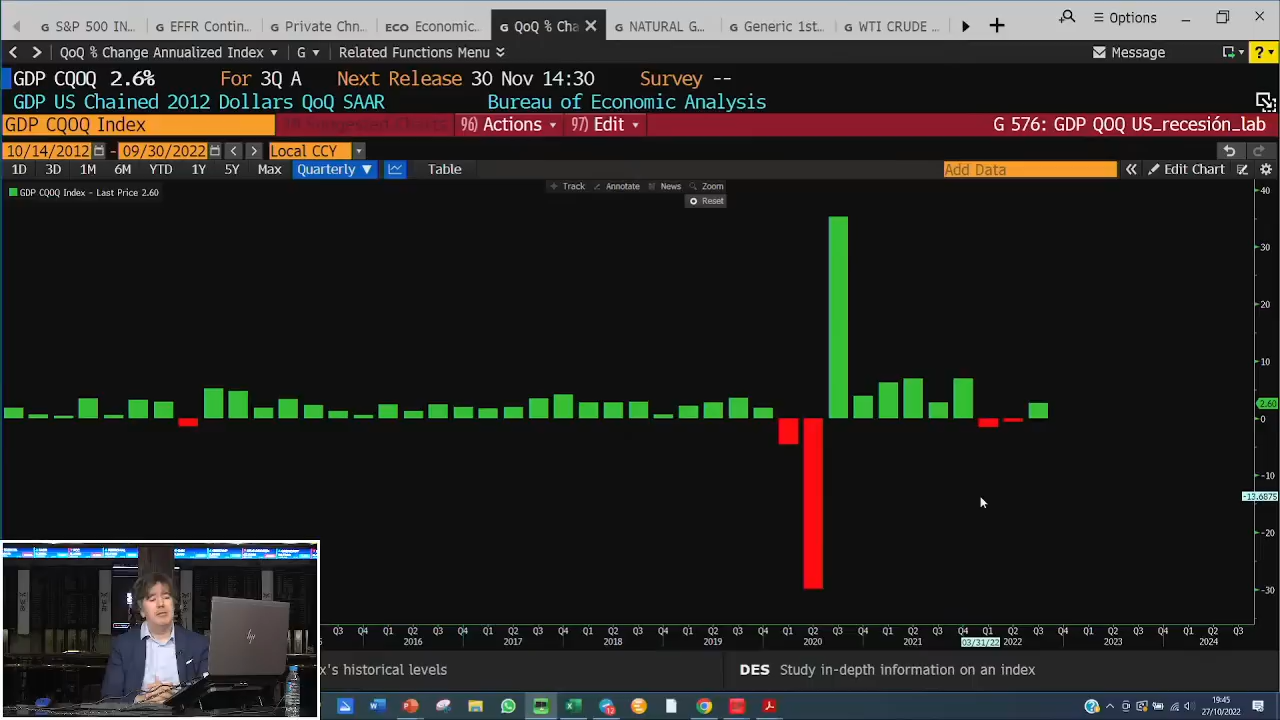 G S&P 500 IN... G EFFR Contin... G Private Chn... ECO Economic... G QoQ % Cha ✕ G NATURAL G... G Generic 1st... G WTI CRUDE ... + Options
QoQ % Change Annualized Index G Related Functions Menu Message ?
GDP CQOQ 2.6% For 3Q A Next Release 30 Nov 14:30 Survey --
GDP US Chained 2012 Dollars QoQ SAAR Bureau of Economic Analysis
GDP CQOQ Index 96) Actions 97) Edit G 576: GDP QOQ US_recesión_lab
10/14/2012 - 09/30/2022 Local CCY
1D 3D 1M 6M YTD 1Y 5Y Max Quarterly ▼ Table Add Data « Edit Chart
GDP CQOQ Index - Last Price 2.60
Track Annotate News Zoom
Reset
40
30
20
10
2.60
0
-10
-13.6875
-20
-30
Q3 Q4 Q1 Q2 Q3 Q4 Q1 Q2 Q3 Q4 Q1 Q2 Q3 Q4 Q1 Q2 Q3 Q4 Q1 Q2 Q3 Q4 Q1 Q2 Q3 Q4 Q1 Q2 Q3 Q4 Q1 Q2 Q3 Q4 Q1 Q2 Q3
2016 2017 2018 2019 2020 2021 03/31/22 2022 2023 2024
x's historical levels DES Study in-depth information on an index
hp
12
19:45
27/10/2022